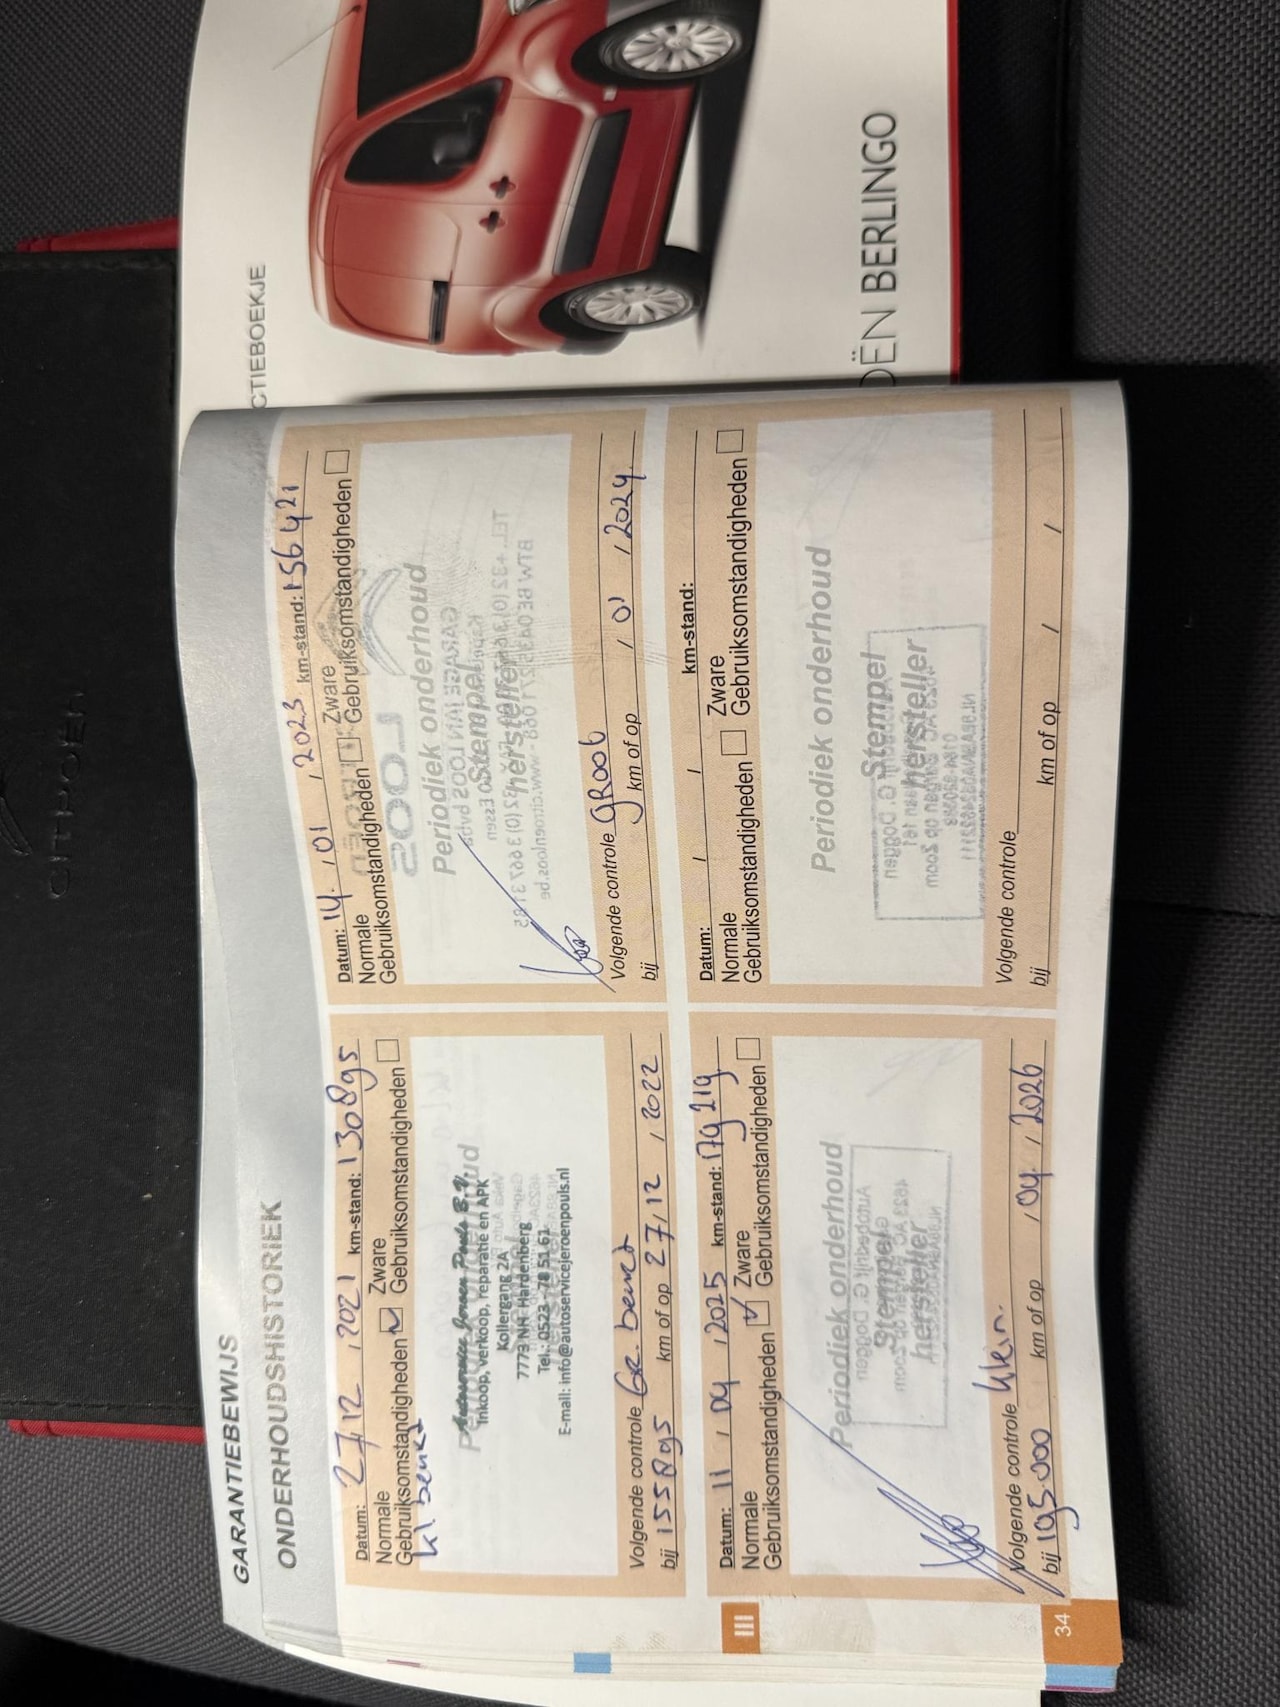 CITROËN
CTIEBOEKJE
OËN BERLINGO
GARANTIEBEWIJS
ONDERHOUDSHISTORIEK
Datum: 27, 12, 2021 km-stand: 130895
Normale Gebruiksomstandigheden
Zware Gebruiksomstandigheden
kl beurt
Periodiek onderhoud
Autoservice Jeroen Pouls B.V.
Inkoop, verkoop, reparatie en APK
Kollergang 2A
7773 NH Hardenberg
Tel.: 0523 - 78 51 61
E-mail: info@autoservicejeroenpouls.nl
Volgende controle Gr. beurt
bij 155895 km of op 27, 12, 2022
Datum: 14, 01, 2023 km-stand: 156421
Normale Gebruiksomstandigheden
Zware Gebruiksomstandigheden
Periodiek onderhoud
Stempel
hersteller
Volgende controle groot
bij km of op / 01, 2024
Datum: 11, 04, 2025 km-stand: 179219
Normale Gebruiksomstandigheden
Zware Gebruiksomstandigheden
Periodiek onderhoud
Stempel
hersteller
Volgende controle klein.
bij 195.000 km of op , 04, 2026
Datum: / / km-stand:
Normale Gebruiksomstandigheden
Zware Gebruiksomstandigheden
Periodiek onderhoud
Stempel
hersteller
Volgende controle
bij km of op / /
III
34